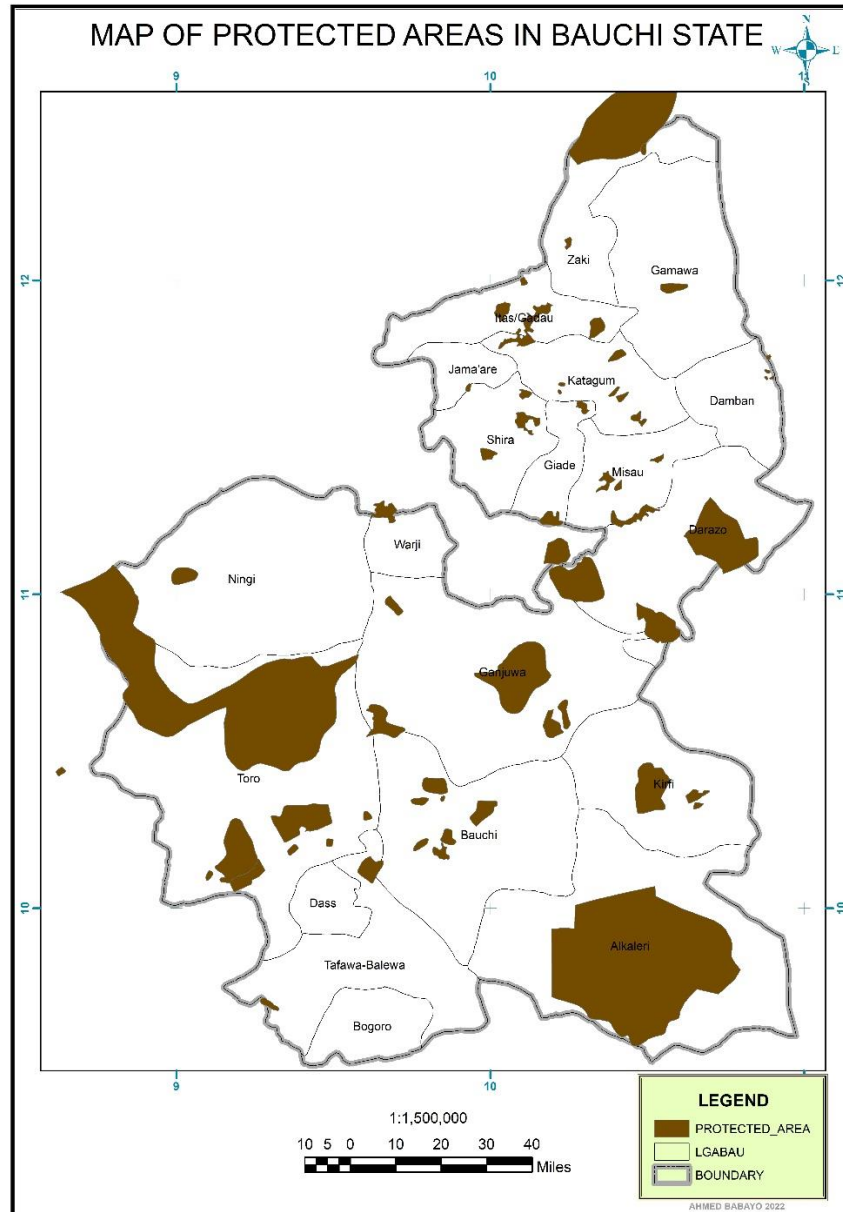 MAP OF PROTECTED AREAS IN BAUCHI STATE
N
W E
S
9 10 11
Zaki
Gamawa
12 12
Itas/Gadau
Jama'are
Katagum
Damban
Shira
Giade
Misau
Darazo
Warji
Ningi
11 11
Ganjuwa
Toro
Kirfi
Bauchi
Dass
10 10
Alkaleri
Tafawa-Balewa
Bogoro
9 10 11
1:1,500,000
10 5 0 10 20 30 40
Miles
LEGEND
PROTECTED_AREA
LGABAU
BOUNDARY
AHMED BABAYO 2022